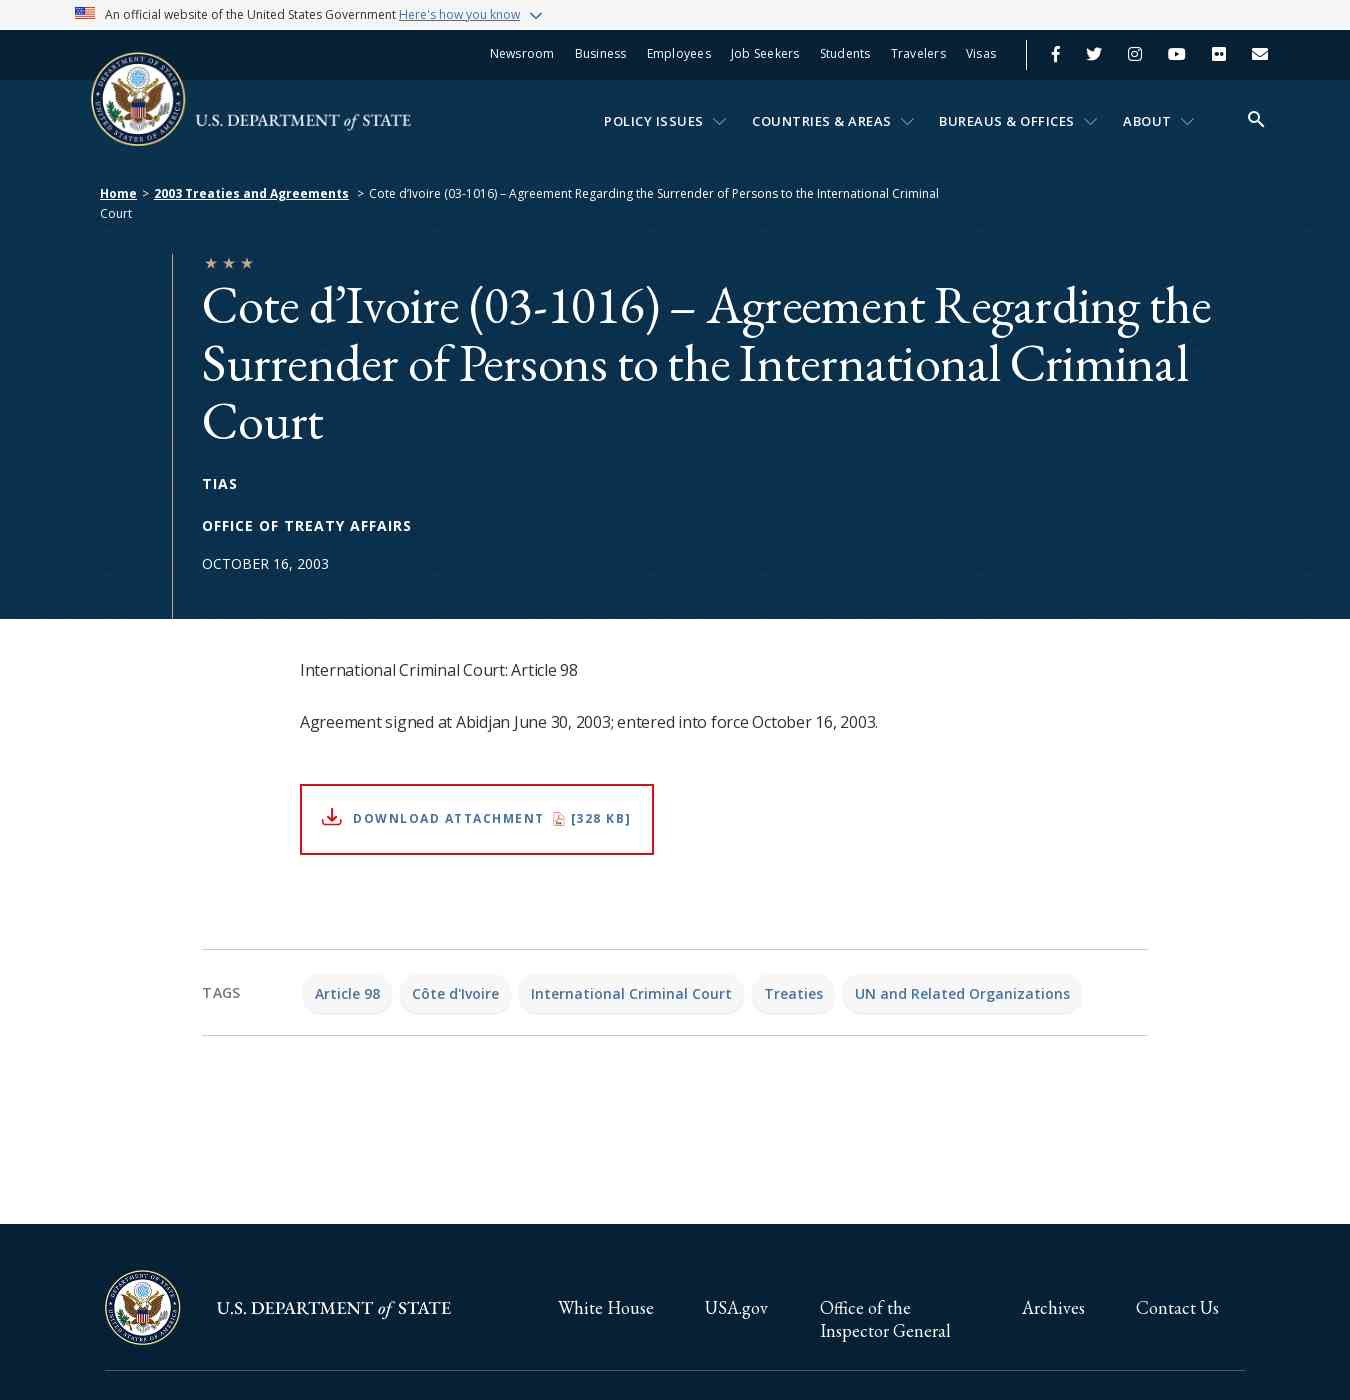 An official website of the United States Government Here's how you know
Newsroom Business Employees Job Seekers Students Travelers Visas
U.S. DEPARTMENT of STATE
POLICY ISSUES COUNTRIES & AREAS BUREAUS & OFFICES ABOUT
Home > 2003 Treaties and Agreements > Cote d’Ivoire (03-1016) – Agreement Regarding the Surrender of Persons to the International Criminal
Court
Cote d’Ivoire (03-1016) – Agreement Regarding the
Surrender of Persons to the International Criminal
Court
TIAS
OFFICE OF TREATY AFFAIRS
OCTOBER 16, 2003
International Criminal Court: Article 98
Agreement signed at Abidjan June 30, 2003; entered into force October 16, 2003.
DOWNLOAD ATTACHMENT [328 KB]
TAGS Article 98 Côte d'Ivoire International Criminal Court Treaties UN and Related Organizations
U.S. DEPARTMENT of STATE
White House USA.gov Office of the Archives Contact Us
Inspector General